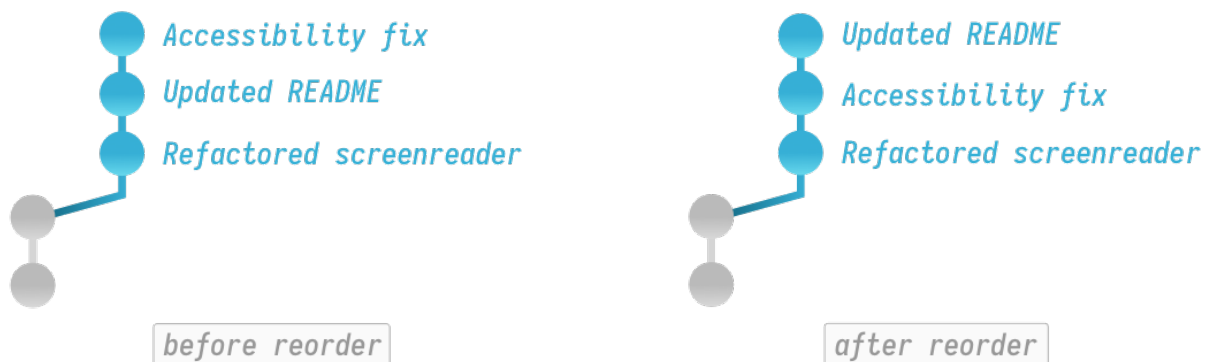 Accessibility fix
Updated README
Refactored screenreader
before reorder
Updated README
Accessibility fix
Refactored screenreader
after reorder